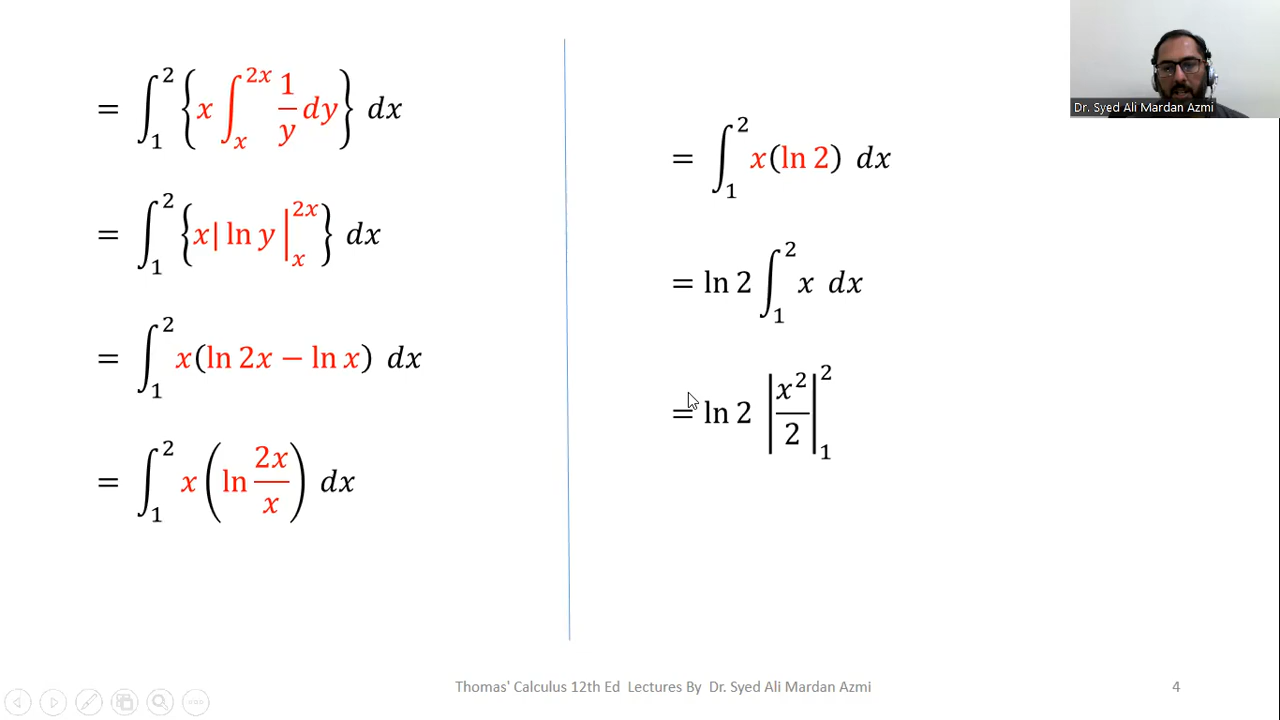 = ∫₁² { x ∫ₓ²ˣ 1/y dy } dx
= ∫₁² { x| ln y |ₓ²ˣ } dx
= ∫₁² x(ln 2x − ln x) dx
= ∫₁² x ( ln 2x/x ) dx
= ∫₁² x(ln 2) dx
= ln 2 ∫₁² x dx
= ln 2 | x²/2 |₁²
Dr. Syed Ali Mardan Azmi
Thomas' Calculus 12th Ed Lectures By Dr. Syed Ali Mardan Azmi
4